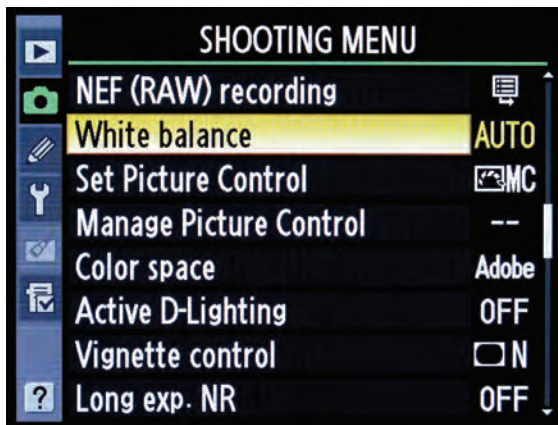 SHOOTING MENU
NEF (RAW) recording
White balance AUTO
Set Picture Control MC
Manage Picture Control --
Color space Adobe
Active D-Lighting OFF
Vignette control N
Long exp. NR OFF
?